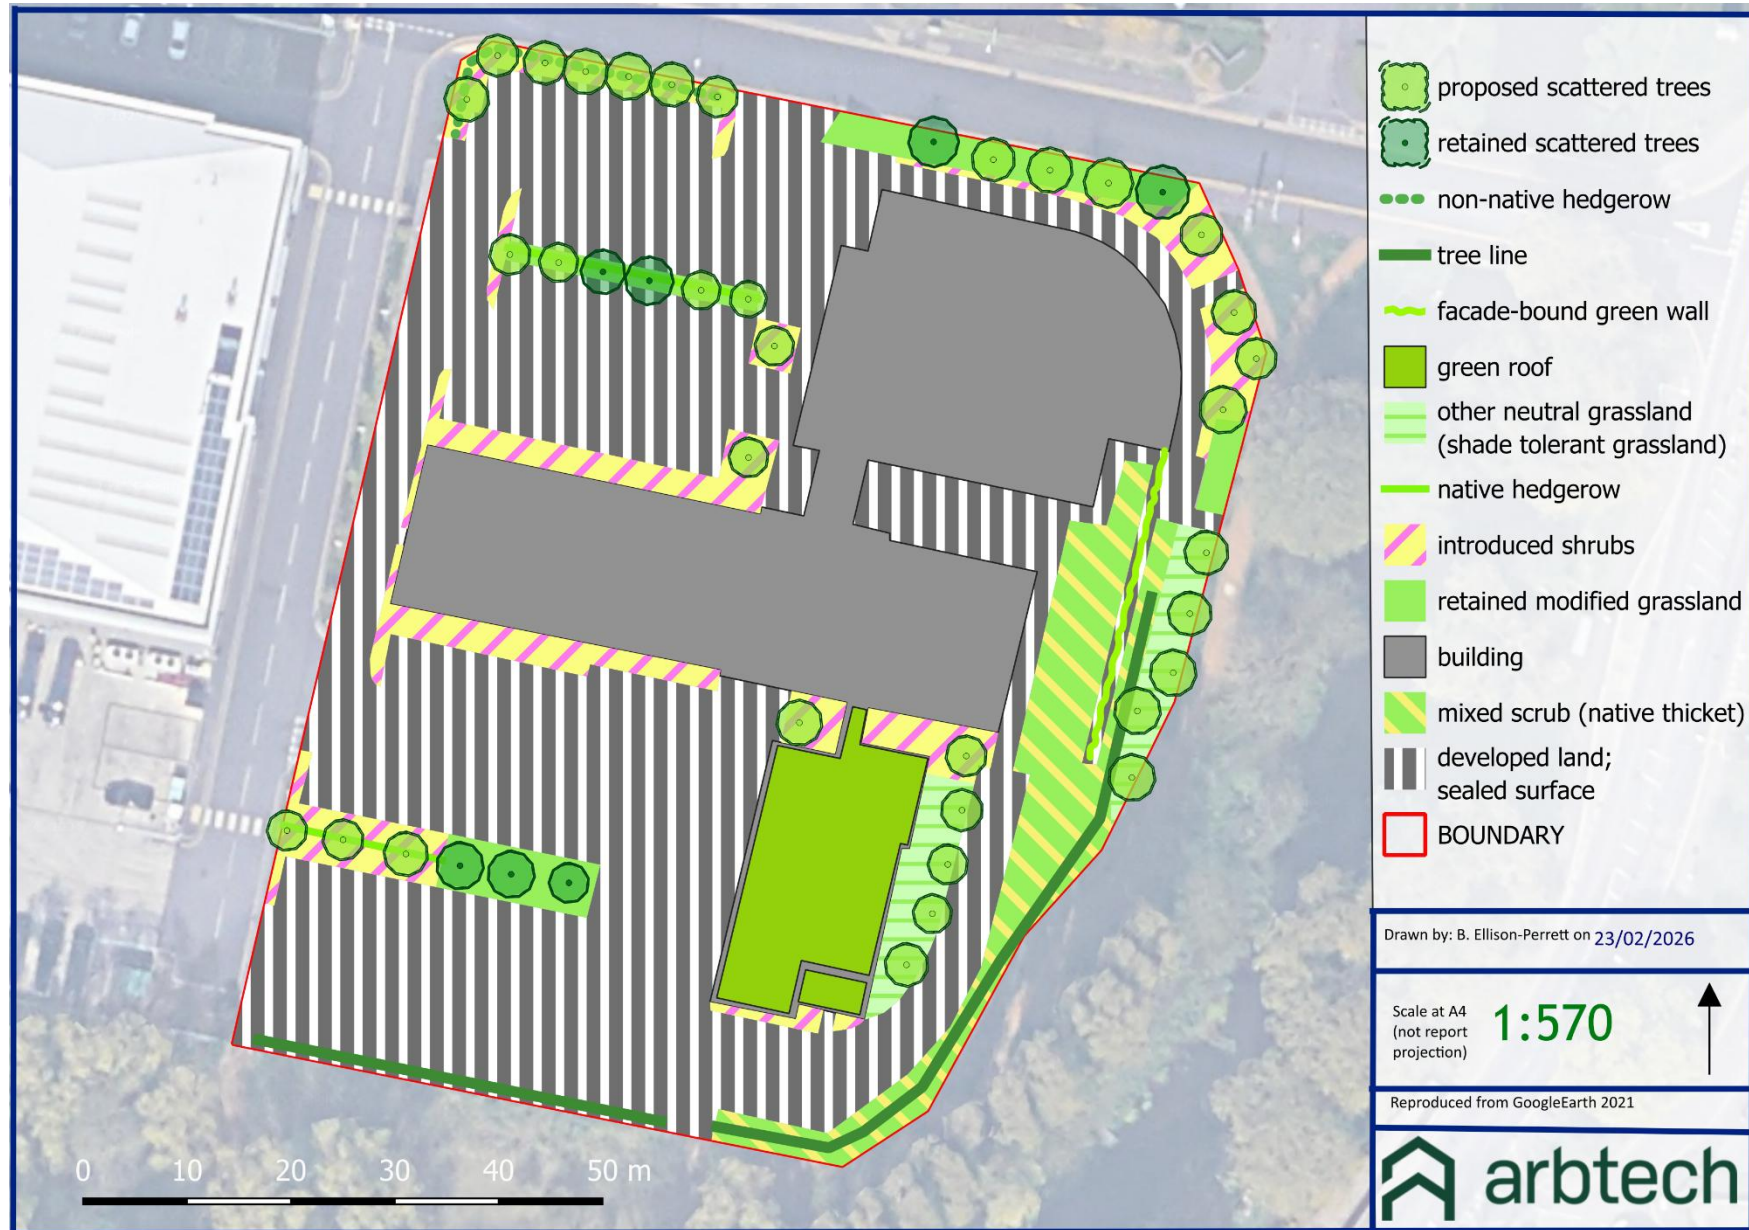 proposed scattered trees
retained scattered trees
non-native hedgerow
tree line
facade-bound green wall
green roof
other neutral grassland
(shade tolerant grassland)
native hedgerow
introduced shrubs
retained modified grassland
building
mixed scrub (native thicket)
developed land;
sealed surface
BOUNDARY
Drawn by: B. Ellison-Perrett on 23/02/2026
Scale at A4
(not report
projection)
1:570
Reproduced from GoogleEarth 2021
arbtech
0 10 20 30 40 50 m